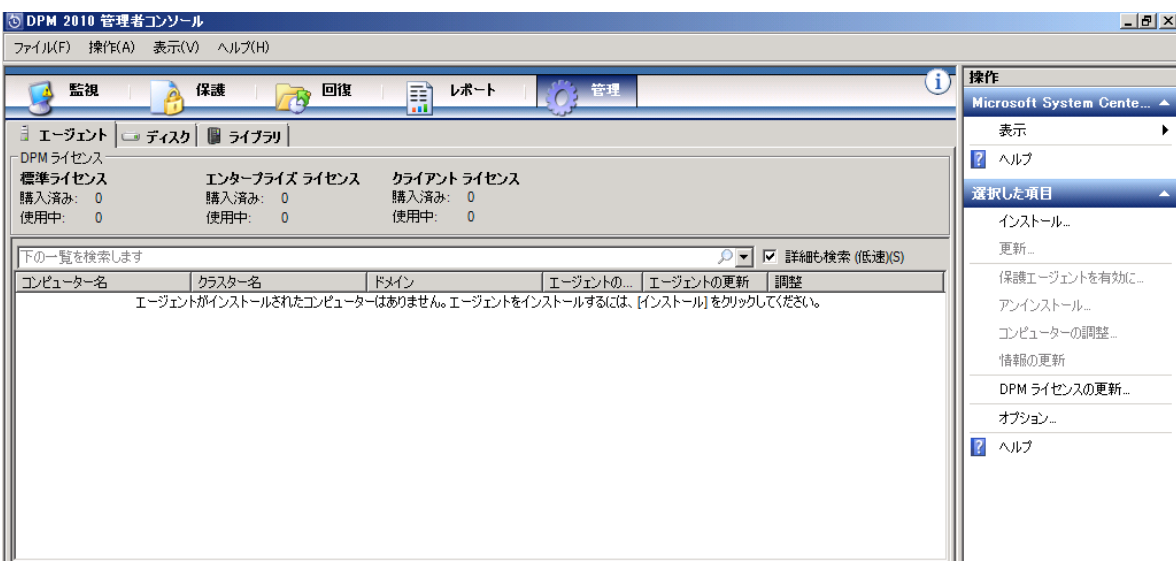 DPM 2010 管理者コンソール
ファイル(F) 操作(A) 表示(V) ヘルプ(H)
監視 保護 回復 レポート 管理
エージェント ディスク ライブラリ
DPM ライセンス
標準ライセンス エンタープライズ ライセンス クライアント ライセンス
購入済み: 0 購入済み: 0 購入済み: 0
使用中: 0 使用中: 0 使用中: 0
下の一覧を検索します 詳細も検索 (低速)(S)
コンピューター名 クラスター名 ドメイン エージェントの... エージェントの更新 調整
エージェントがインストールされたコンピューターはありません。エージェントをインストールするには、[インストール] をクリックしてください。
操作
Microsoft System Cente...
表示
ヘルプ
選択した項目
インストール...
更新...
保護エージェントを有効に...
アンインストール...
コンピューターの調整...
情報の更新
DPM ライセンスの更新...
オプション...
ヘルプ